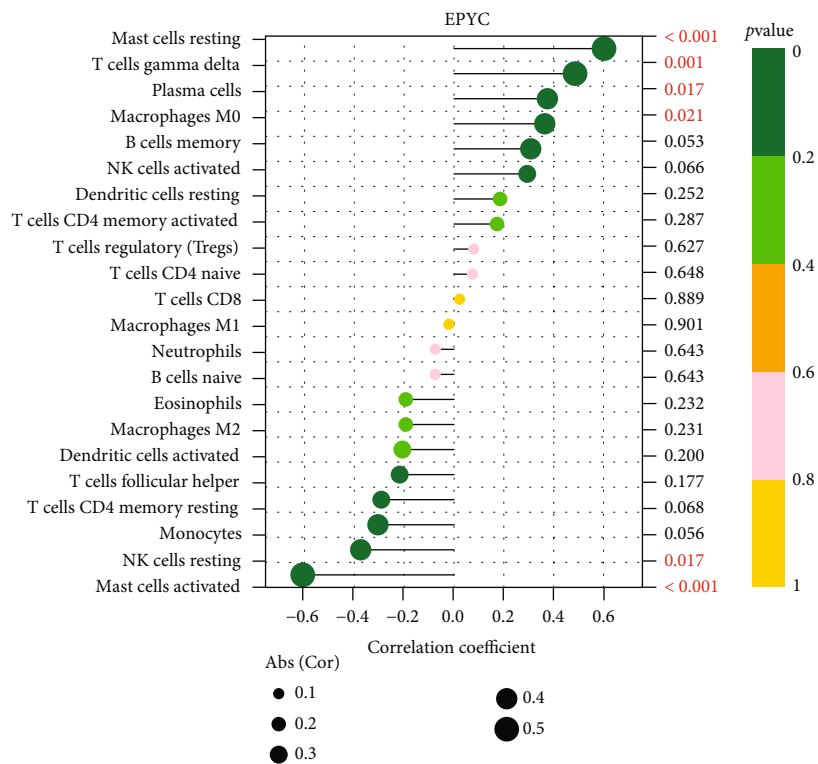 EPYC
Mast cells resting < 0.001
T cells gamma delta 0.001
Plasma cells 0.017
Macrophages M0 0.021
B cells memory 0.053
NK cells activated 0.066
Dendritic cells resting 0.252
T cells CD4 memory activated 0.287
T cells regulatory (Tregs) 0.627
T cells CD4 naive 0.648
T cells CD8 0.889
Macrophages M1 0.901
Neutrophils 0.643
B cells naive 0.643
Eosinophils 0.232
Macrophages M2 0.231
Dendritic cells activated 0.200
T cells follicular helper 0.177
T cells CD4 memory resting 0.068
Monocytes 0.056
NK cells resting 0.017
Mast cells activated < 0.001
−0.6 −0.4 −0.2 0.0 0.2 0.4 0.6
Correlation coefficient
pvalue
0
0.2
0.4
0.6
0.8
1
Abs (Cor)
0.1
0.2
0.3
0.4
0.5